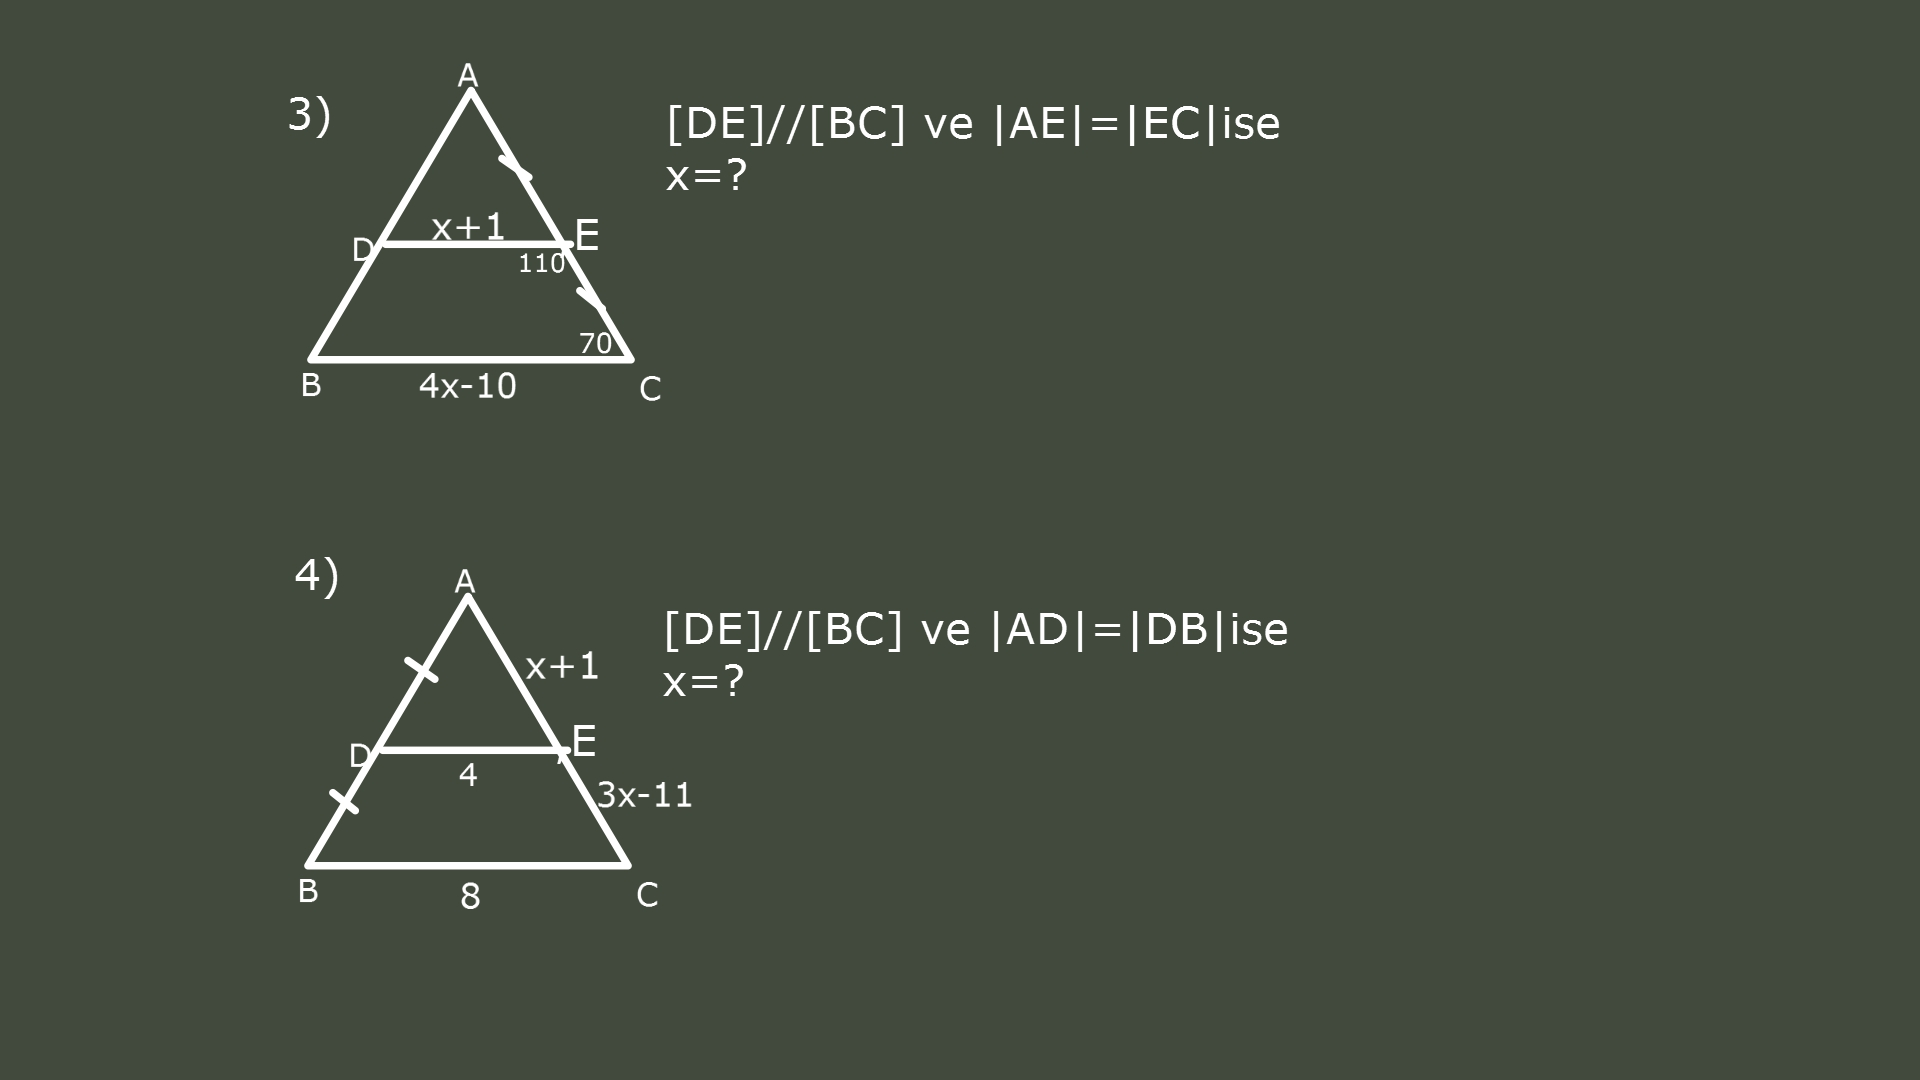 3)
A
[DE]//[BC] ve |AE|=|EC|ise
x=?
x+1
D
E
110
70
B
4x-10
C
4)
A
[DE]//[BC] ve |AD|=|DB|ise
x=?
x+1
D
E
4
3x-11
B
8
C